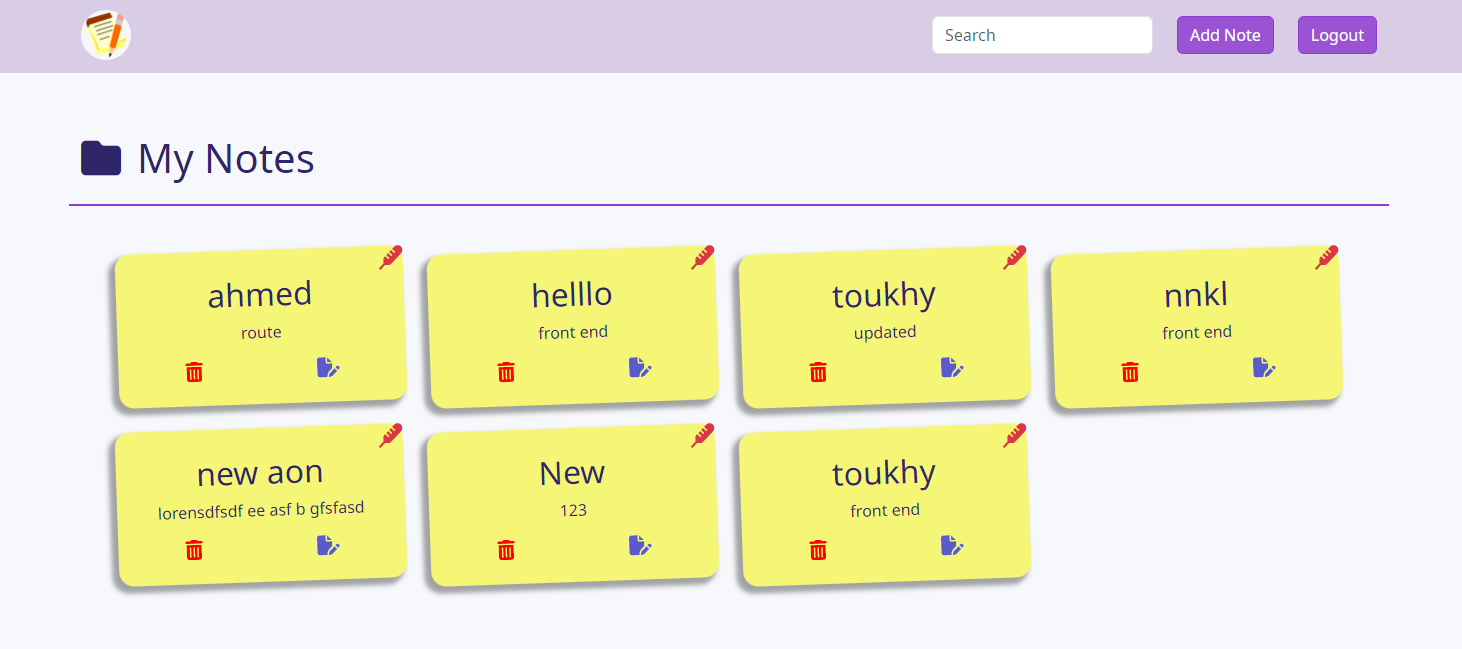 Search
Add Note
Logout
My Notes
ahmed
route
helllo
front end
toukhy
updated
nnkl
front end
new aon
lorensdfsdf ee asf b gfsfasd
New
123
toukhy
front end